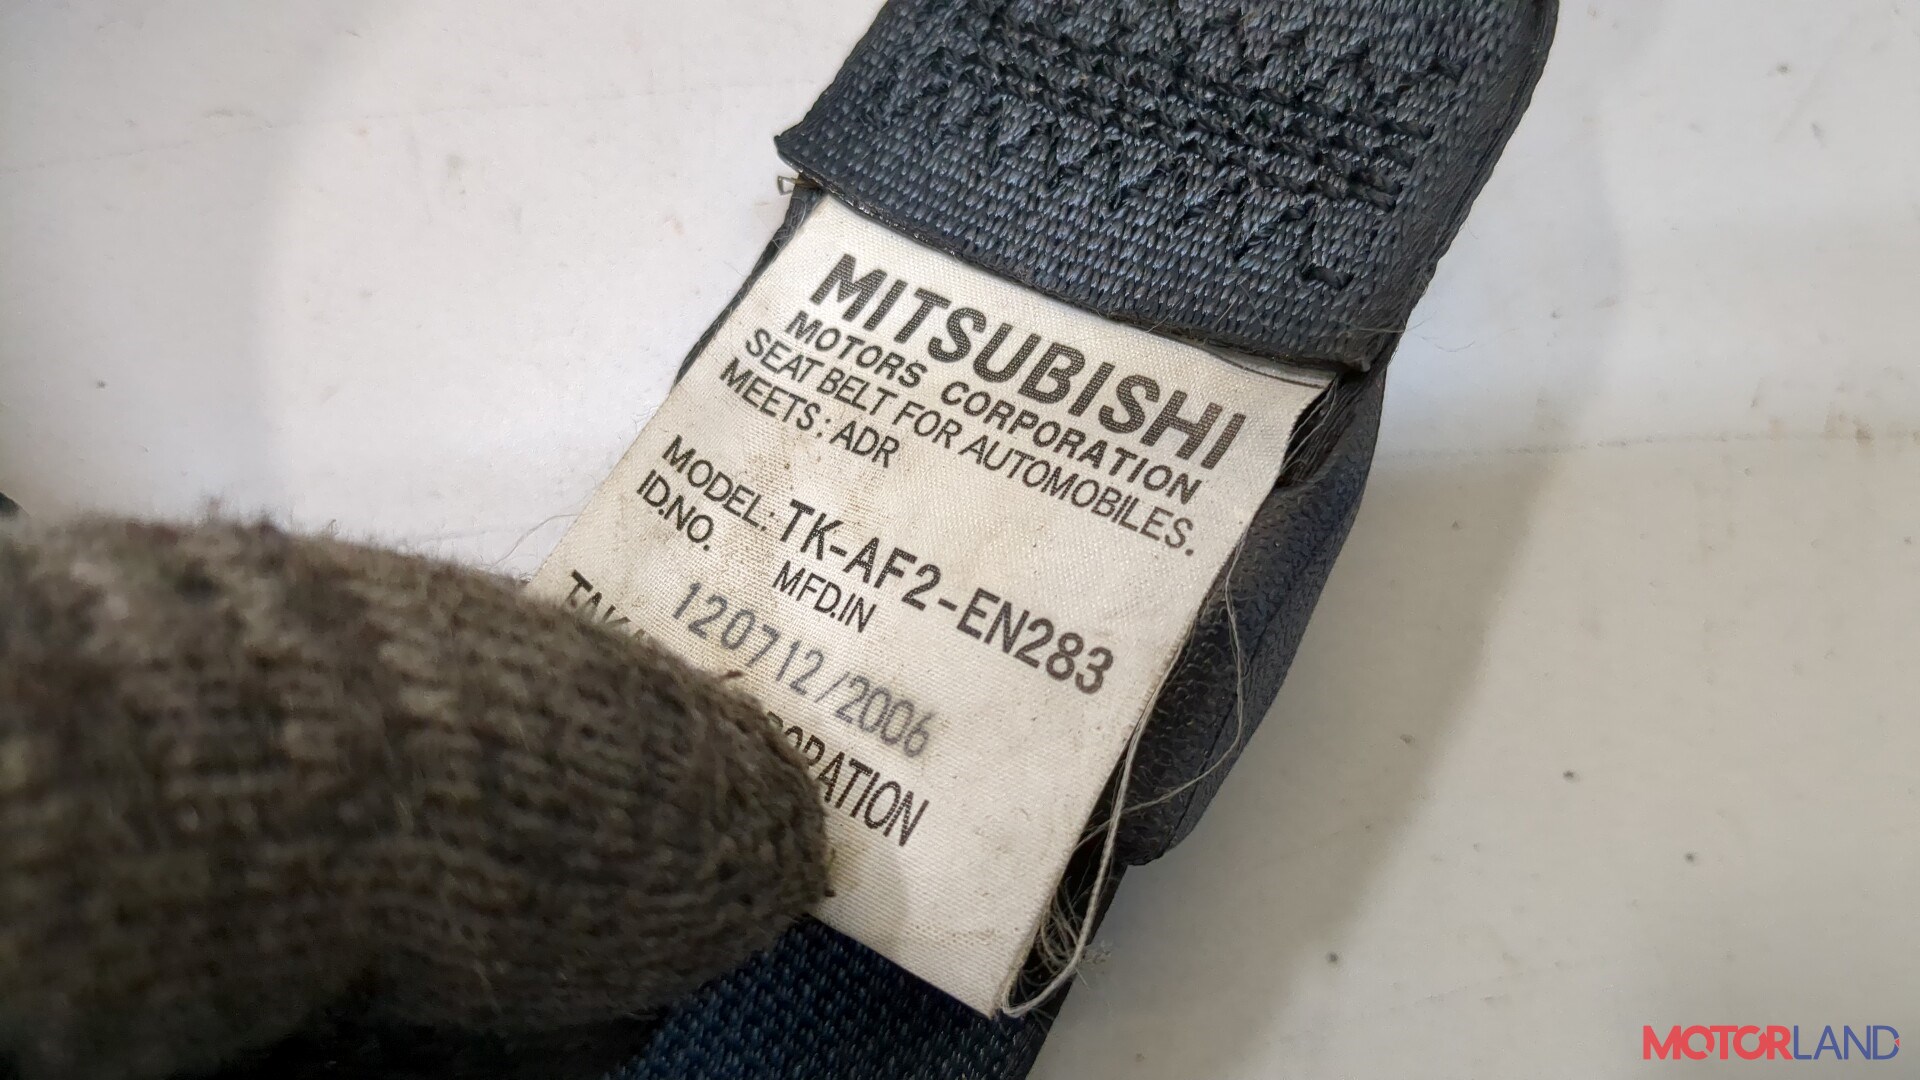 MITSUBISHI
MOTORS CORPORATION
SEAT BELT FOR AUTOMOBILES.
MEETS: ADR
MODEL: TK-AF2-EN283
ID.NO. MFD.IN
120712/2006
MOTORLAND